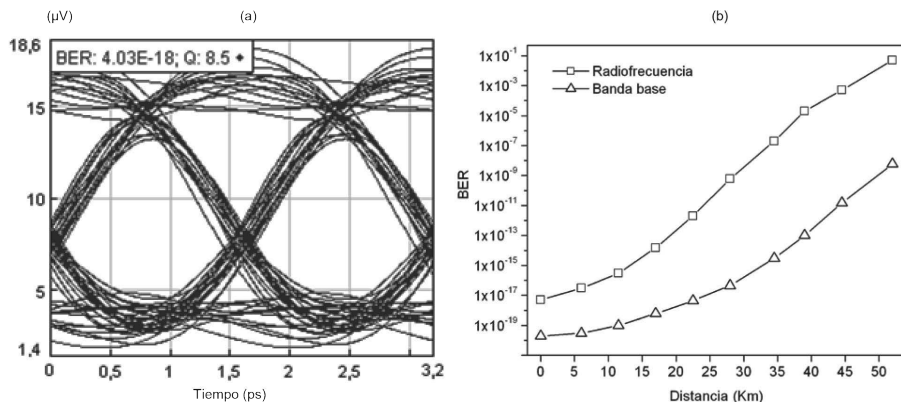 (μV)
(a)
18,6
BER: 4.03E-18; Q: 8.5
15
10
5
1,4
0
0,5
1
1,5
2
2,5
3
3,2
Tiempo (ps)
(b)
Radiofrecuencia
Banda base
BER
1x10⁻¹
1x10⁻³
1x10⁻⁵
1x10⁻⁷
1x10⁻⁹
1x10⁻¹¹
1x10⁻¹³
1x10⁻¹⁵
1x10⁻¹⁷
1x10⁻¹⁹
0 5 10 15 20 25 30 35 40 45 50
Distancia (Km)